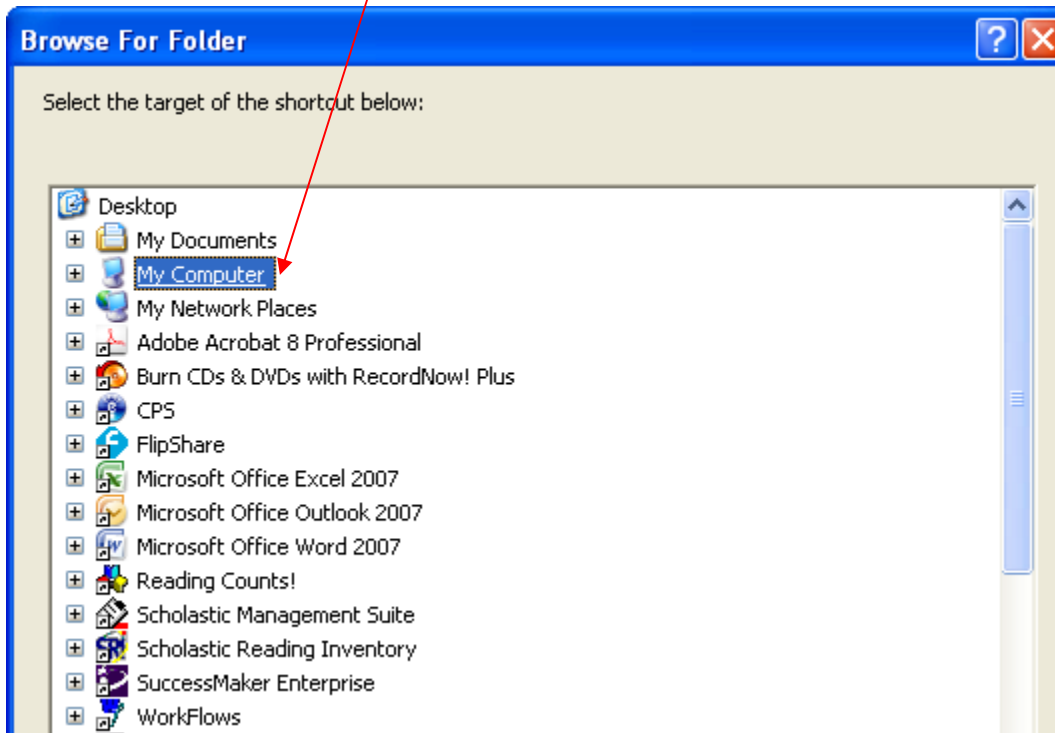 Browse For Folder
Select the target of the shortcut below:
Desktop
My Documents
My Computer
My Network Places
Adobe Acrobat 8 Professional
Burn CDs & DVDs with RecordNow! Plus
CPS
FlipShare
Microsoft Office Excel 2007
Microsoft Office Outlook 2007
Microsoft Office Word 2007
Reading Counts!
Scholastic Management Suite
Scholastic Reading Inventory
SuccessMaker Enterprise
WorkFlows